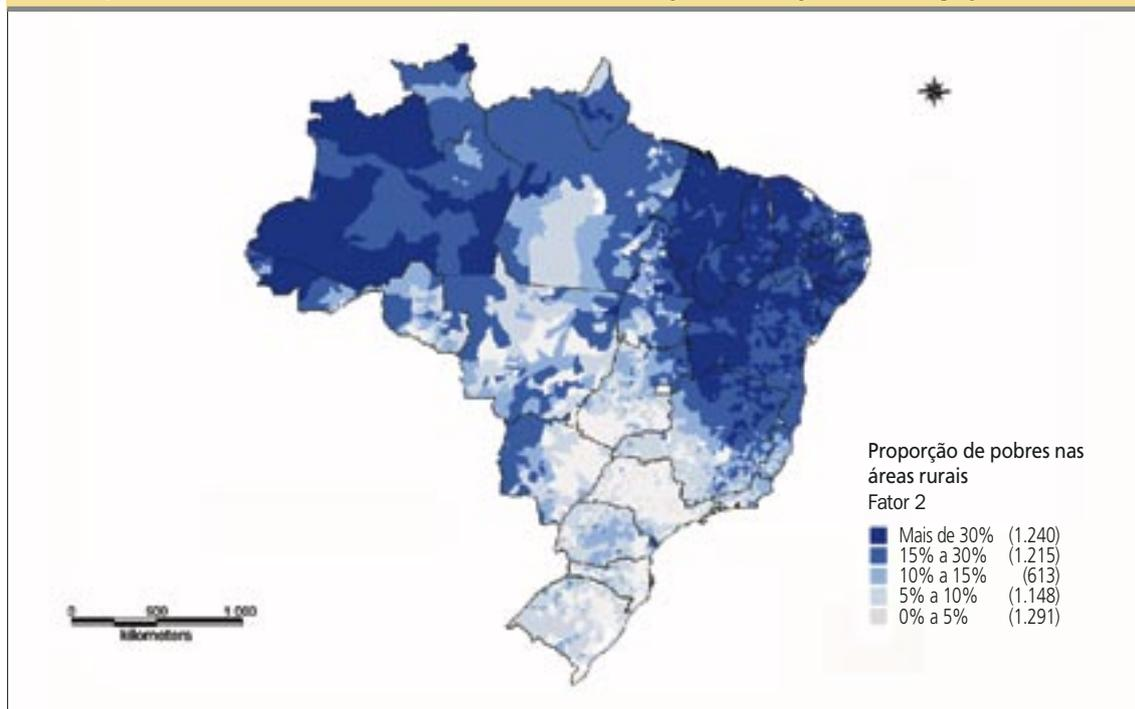 Proporção de pobres nas
áreas rurais
Fator 2
Mais de 30% (1.240)
15% a 30% (1.215)
10% a 15% (613)
5% a 10% (1.148)
0% a 5% (1.291)
0 500 1 000
kilometers